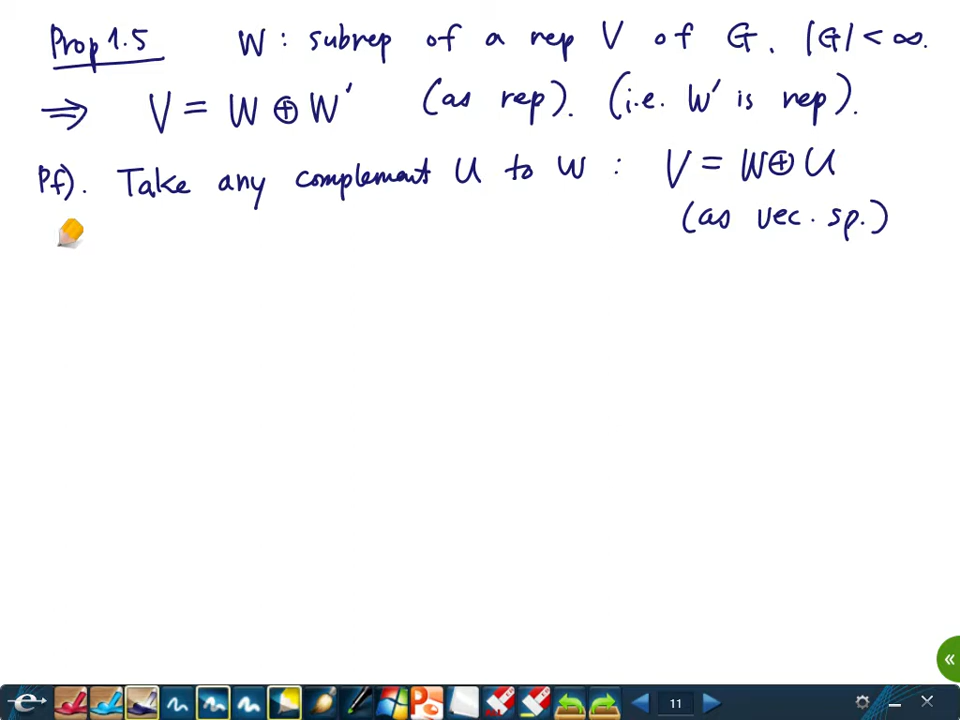 Prop 1.5 W : subrep of a rep V of G. |G| < ∞.
⇒ V = W ⊕ W' (as rep). (i.e. W' is rep).
Pf). Take any complement U to W : V = W ⊕ U
(as vec. sp.)
11